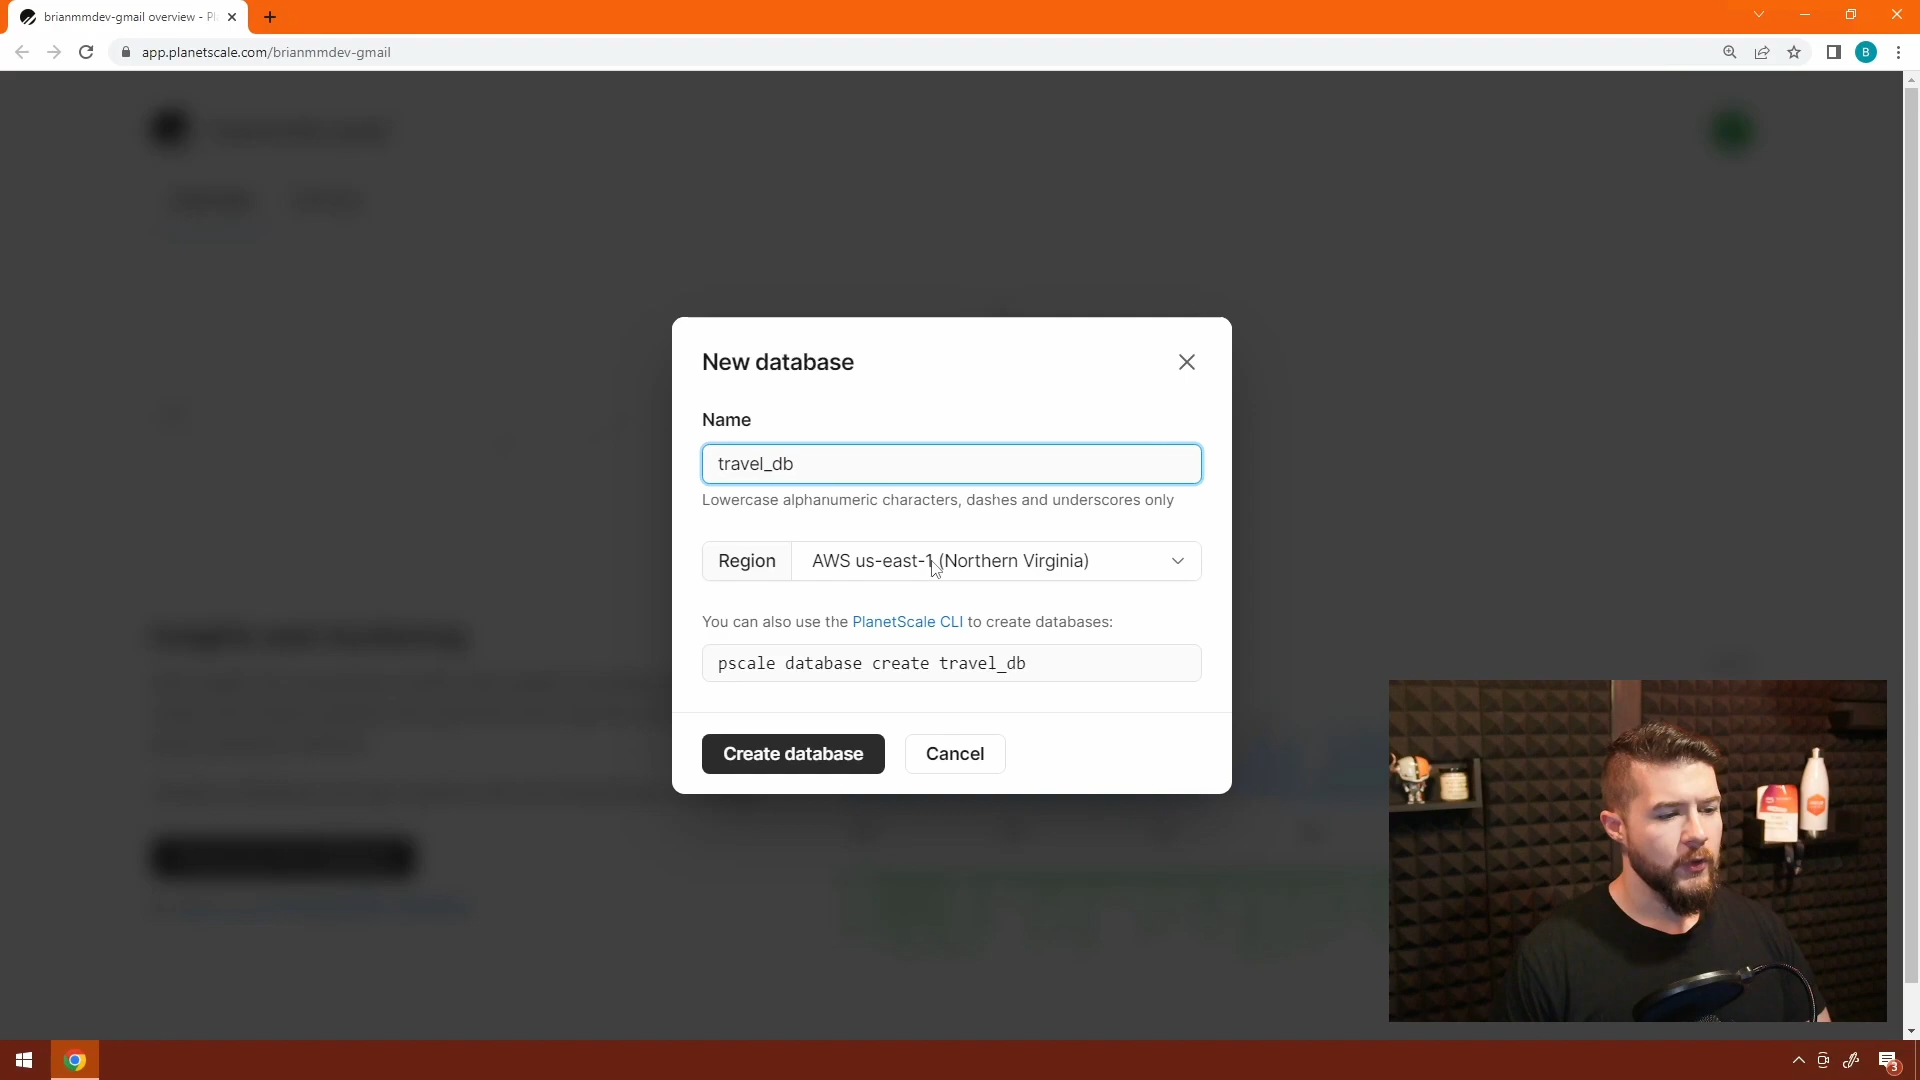 brianmmdev-gmail overview - Pl
app.planetscale.com/brianmmdev-gmail
B
New database
Name
travel_db
Lowercase alphanumeric characters, dashes and underscores only
Region
AWS us-east-1 (Northern Virginia)
You can also use the PlanetScale CLI to create databases:
pscale database create travel_db
Create database
Cancel
3